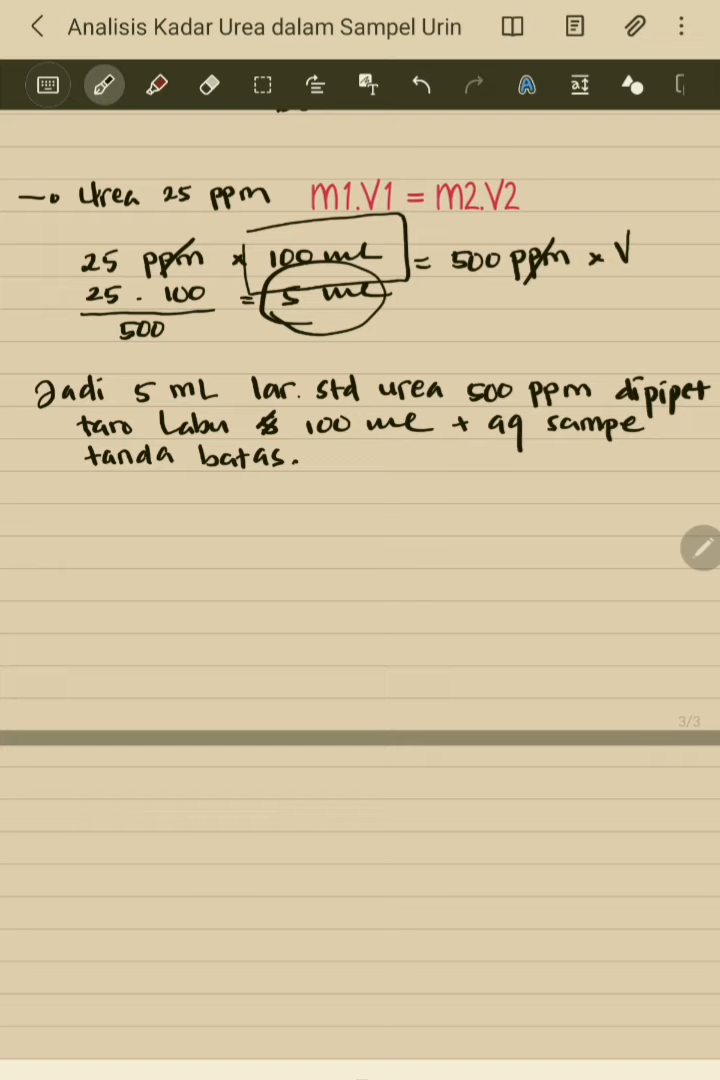 Analisis Kadar Urea dalam Sampel Urin
→ Urea 25 ppm m1.V1 = m2.V2
25 ppm × 100 mL = 500 ppm × V
25 . 100 = 5 mL
500
Jadi 5 mL lar. std urea 500 ppm dipipet
taro Labu 100 mL + aq sampe
tanda batas.
3/3